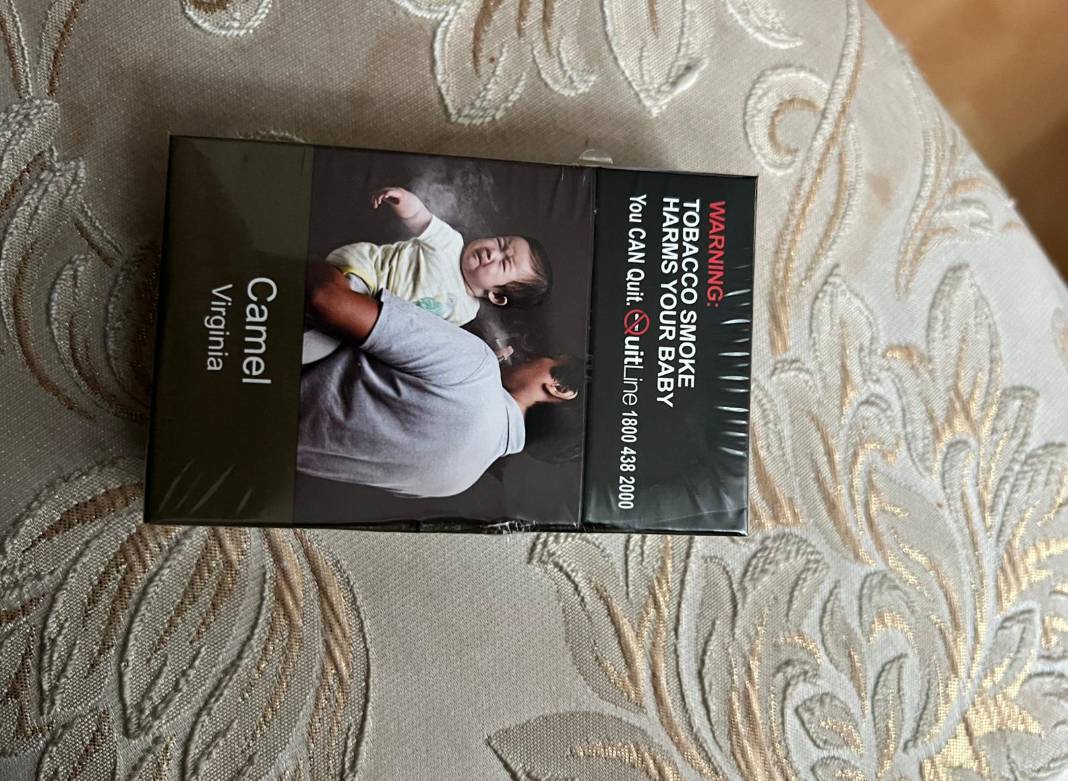 WARNING:
TOBACCO SMOKE
HARMS YOUR BABY
You CAN Quit. QuitLine 1800 438 2000
Camel
Virginia